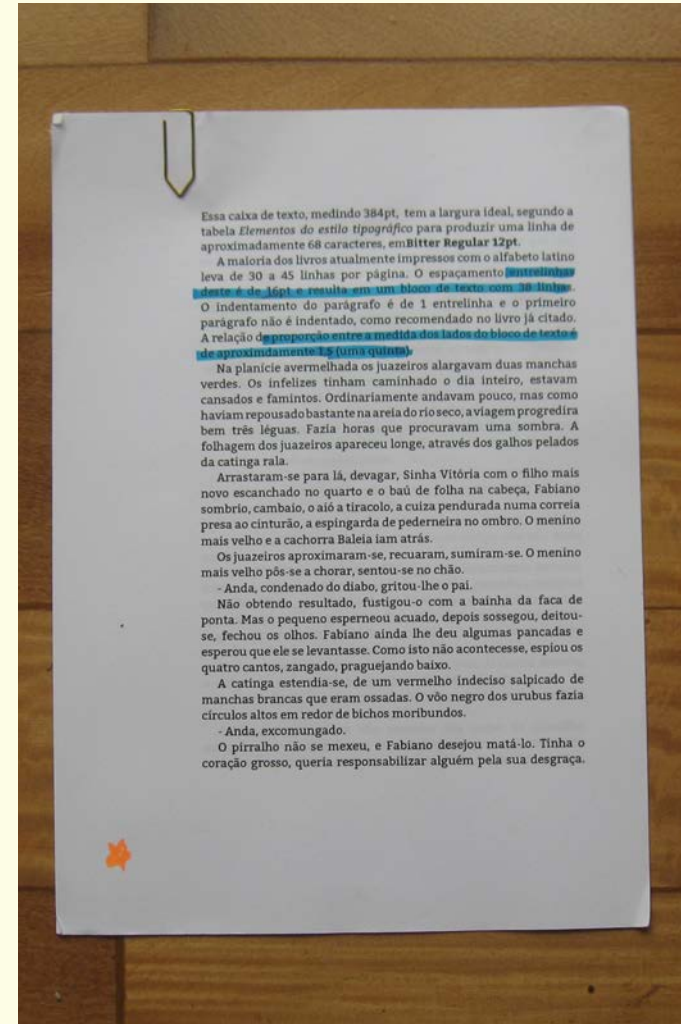 Essa caixa de texto, medindo 384pt, tem a largura ideal, segundo a
tabela Elementos do estilo tipográfico para produzir uma linha de
aproximadamente 68 caracteres, emBitter Regular 12pt.
A maioria dos livros atualmente impressos com o alfabeto latino
leva de 30 a 45 linhas por página. O espaçamento entrelinhas
deste é de 16pt e resulta em um bloco de texto com 38 linhas.
O indentamento do parágrafo é de 1 entrelinha e o primeiro
parágrafo não é indentado, como recomendado no livro já citado.
A relação de proporção entre a medida dos lados do bloco de texto é
de aproximdamente 1,5 (uma quinta).
Na planície avermelhada os juazeiros alargavam duas manchas
verdes. Os infelizes tinham caminhado o dia inteiro, estavam
cansados e famintos. Ordinariamente andavam pouco, mas como
haviam repousado bastante na areia do rio seco, a viagem progredira
bem três léguas. Fazia horas que procuravam uma sombra. A
folhagem dos juazeiros apareceu longe, através dos galhos pelados
da catinga rala.
Arrastaram-se para lá, devagar, Sinha Vitória com o filho mais
novo escanchado no quarto e o baú de folha na cabeça, Fabiano
sombrio, cambaio, o aió a tiracolo, a cuiza pendurada numa correia
presa ao cinturão, a espingarda de pederneira no ombro. O menino
mais velho e a cachorra Baleia iam atrás.
Os juazeiros aproximaram-se, recuaram, sumiram-se. O menino
mais velho pôs-se a chorar, sentou-se no chão.
- Anda, condenado do diabo, gritou-lhe o pai.
Não obtendo resultado, fustigou-o com a bainha da faca de
ponta. Mas o pequeno esperneou acuado, depois sossegou, deitou-
se, fechou os olhos. Fabiano ainda lhe deu algumas pancadas e
esperou que ele se levantasse. Como isto não acontecesse, espiou os
quatro cantos, zangado, praguejando baixo.
A catinga estendia-se, de um vermelho indeciso salpicado de
manchas brancas que eram ossadas. O vôo negro dos urubus fazia
círculos altos em redor de bichos moribundos.
- Anda, excomungado.
O pirralho não se mexeu, e Fabiano desejou matá-lo. Tinha o
coração grosso, queria responsabilizar alguém pela sua desgraça.